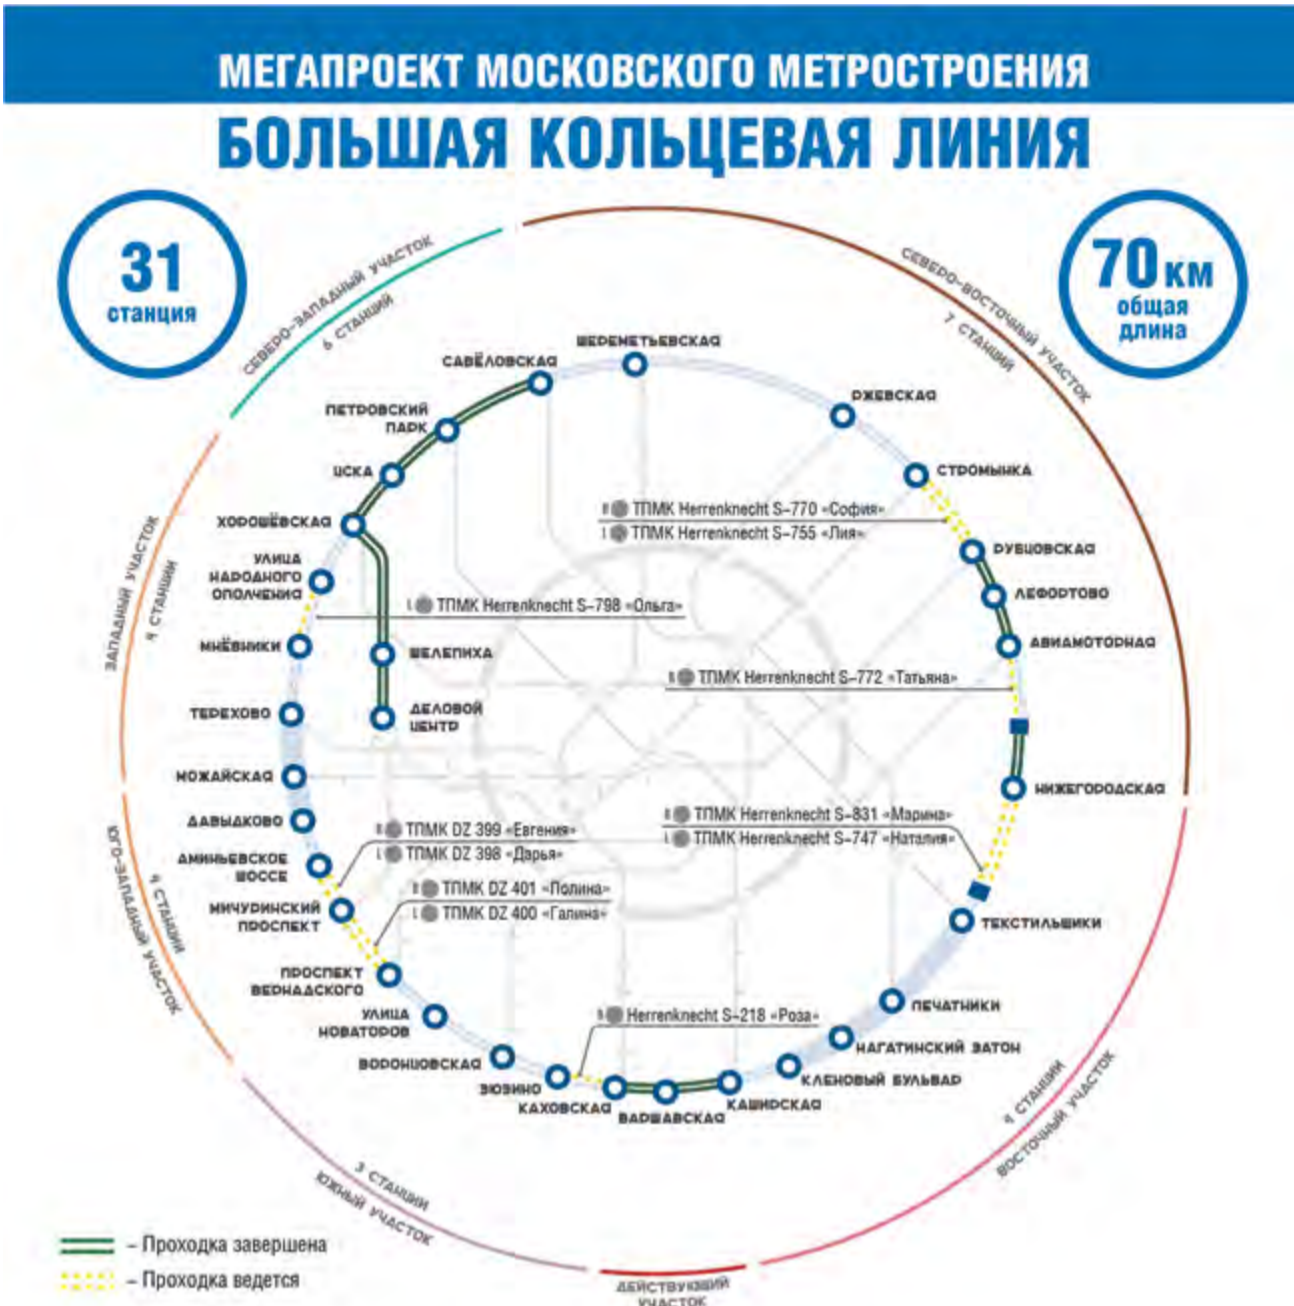 МЕГАПРОЕКТ МОСКОВСКОГО МЕТРОСТРОЕНИЯ
БОЛЬШАЯ КОЛЬЦЕВАЯ ЛИНИЯ
31
станция
70 КМ
общая
длина
СЕВЕРО-ЗАПАДНЫЙ УЧАСТОК
6 СТАНЦИЙ
СЕВЕРО-ВОСТОЧНЫЙ УЧАСТОК
7 СТАНЦИЙ
ШЕРЕМЕТЬЕВСКАЯ
САВЁЛОВСКАЯ
РЖЕВСКАЯ
ПЕТРОВСКИЙ
ПАРК
ЦСКА
СТРОМЫНКА
ХОРОШЁВСКАЯ
II ТПМК Herrenknecht S-770 «София»
I ТПМК Herrenknecht S-755 «Лия»
РУБЦОВСКАЯ
УЛИЦА
НАРОДНОГО
ОПОЛЧЕНИЯ
ЛЕФОРТОВО
I ТПМК Herrenknecht S-798 «Ольга»
ЗАПАДНЫЙ УЧАСТОК
4 СТАНЦИИ
МНЁВНИКИ
ШЕЛЕПИХА
АВИАМОТОРНАЯ
II ТПМК Herrenknecht S-772 «Татьяна»
ТЕРЕХОВО
ДЕЛОВОЙ
ЦЕНТР
МОЖАЙСКАЯ
НИЖЕГОРОДСКАЯ
ДАВЫДКОВО
II ТПМК Herrenknecht S-831 «Марина»
I ТПМК Herrenknecht S-747 «Наталия»
II ТПМК DZ 399 «Евгения»
I ТПМК DZ 398 «Дарья»
АМИНЬЕВСКОЕ
ШОССЕ
ЮГО-ЗАПАДНЫЙ УЧАСТОК
4 СТАНЦИИ
II ТПМК DZ 401 «Полина»
I ТПМК DZ 400 «Галина»
МИЧУРИНСКИЙ
ПРОСПЕКТ
ТЕКСТИЛЬЩИКИ
ПРОСПЕКТ
ВЕРНАДСКОГО
ПЕЧАТНИКИ
УЛИЦА
НОВАТОРОВ
II Herrenknecht S-218 «Роза»
НАГАТИНСКИЙ ЗАТОН
ВОРОНЦОВСКАЯ
КЛЕНОВЫЙ БУЛЬВАР
ЗЮЗИНО
КАХОВСКАЯ
ВАРШАВСКАЯ
КАШИРСКАЯ
4 СТАНЦИИ
ВОСТОЧНЫЙ УЧАСТОК
3 СТАНЦИИ
ЮЖНЫЙ УЧАСТОК
– Проходка завершена
– Проходка ведется
ДЕЙСТВУЮЩИЙ
УЧАСТОК